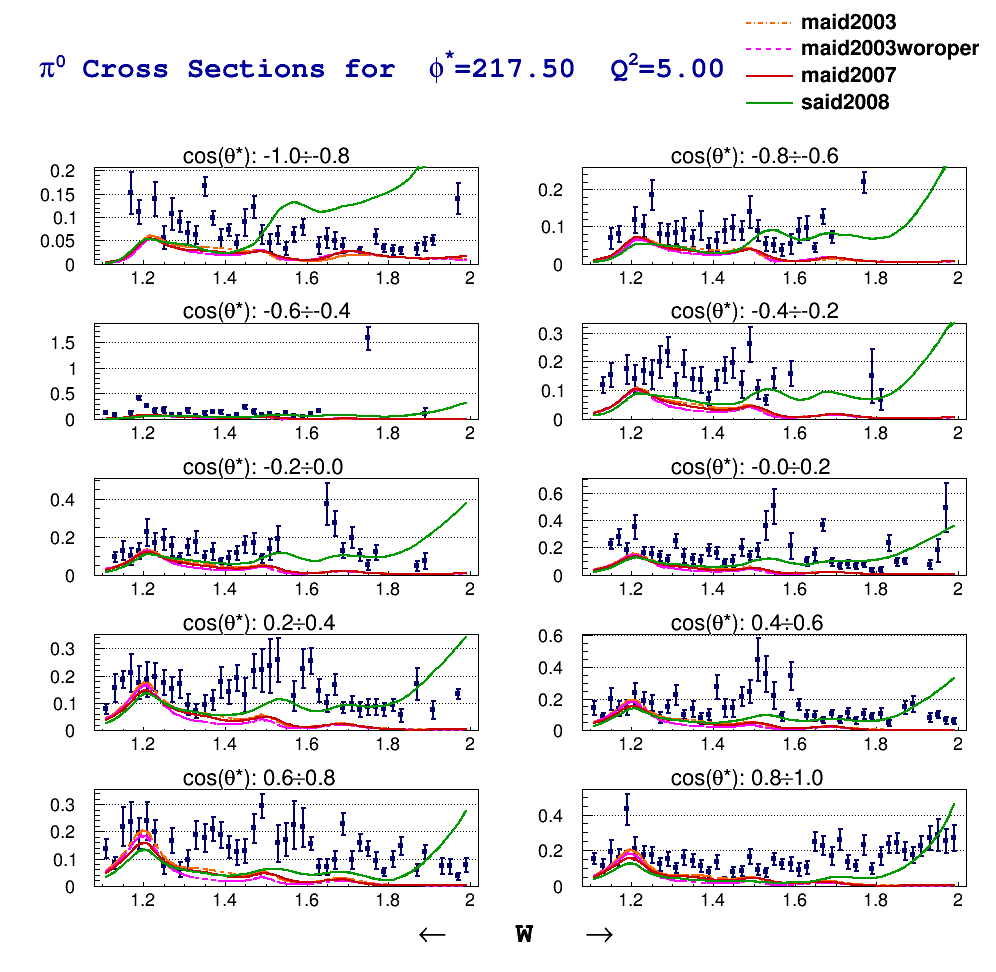 maid2003
maid2003woroper
maid2007
said2008
π⁰ Cross Sections for ϕ*=217.50 Q²=5.00
cos(θ*): -1.0÷-0.8
0.2
0.15
0.1
0.05
0
1.2 1.4 1.6 1.8 2
cos(θ*): -0.8÷-0.6
0.2
0.1
0
1.2 1.4 1.6 1.8 2
cos(θ*): -0.6÷-0.4
1.5
1
0.5
0
1.2 1.4 1.6 1.8 2
cos(θ*): -0.4÷-0.2
0.3
0.2
0.1
0
1.2 1.4 1.6 1.8 2
cos(θ*): -0.2÷0.0
0.4
0.2
0
1.2 1.4 1.6 1.8 2
cos(θ*): -0.0÷0.2
0.6
0.4
0.2
0
1.2 1.4 1.6 1.8 2
cos(θ*): 0.2÷0.4
0.3
0.2
0.1
0
1.2 1.4 1.6 1.8 2
cos(θ*): 0.4÷0.6
0.6
0.4
0.2
0
1.2 1.4 1.6 1.8 2
cos(θ*): 0.6÷0.8
0.3
0.2
0.1
0
1.2 1.4 1.6 1.8 2
cos(θ*): 0.8÷1.0
0.4
0.2
0
1.2 1.4 1.6 1.8 2
← W →